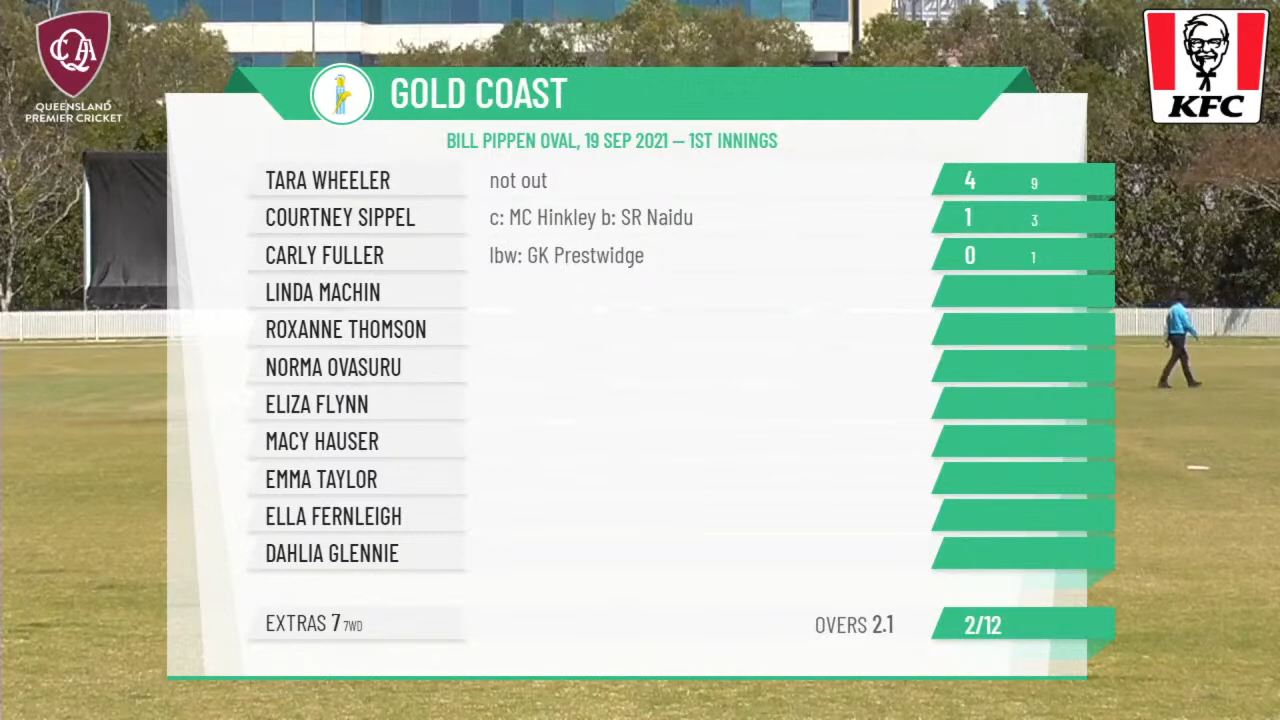 QUEENSLAND
PREMIER CRICKET
KFC
GOLD COAST
BILL PIPPEN OVAL, 19 SEP 2021 – 1ST INNINGS
TARA WHEELER not out 4 9
COURTNEY SIPPEL c: MC Hinkley b: SR Naidu 1 3
CARLY FULLER lbw: GK Prestwidge 0 1
LINDA MACHIN
ROXANNE THOMSON
NORMA OVASURU
ELIZA FLYNN
MACY HAUSER
EMMA TAYLOR
ELLA FERNLEIGH
DAHLIA GLENNIE
EXTRAS 7 7WD OVERS 2.1 2/12